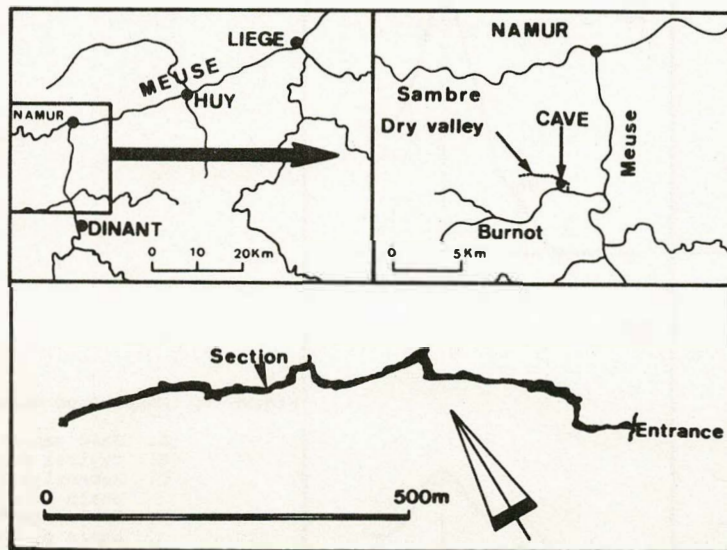 LIEGE
MEUSE
HUY
NAMUR
DINANT
0 10 20Km
NAMUR
Sambre
Dry valley
CAVE
Meuse
Burnot
0 5Km
Section
Entrance
0 500m